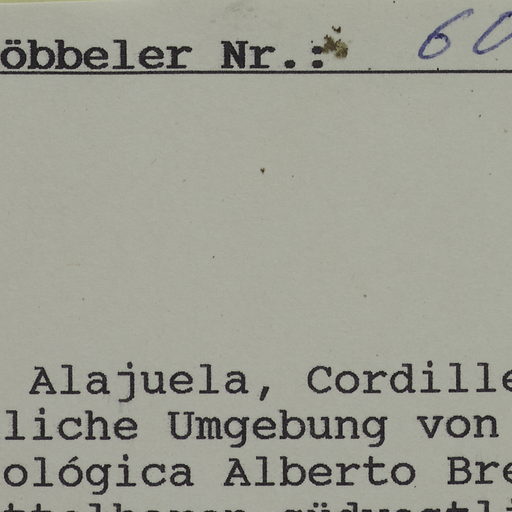 öbbeler Nr.: 60
Alajuela, Cordille
liche Umgebung von
ológica Alberto Bre